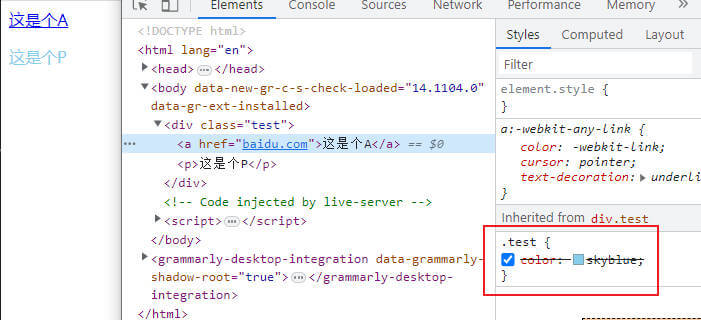 这是个A
这是个P
Elements Console Sources Network Performance Memory
<!DOCTYPE html>
<html lang="en">
<head>…</head>
<body data-new-gr-c-s-check-loaded="14.1104.0"
data-gr-ext-installed>
<div class="test">
… <a href="baidu.com">这是个A</a> == $0
<p>这是个P</p>
</div>
<!-- Code injected by live-server -->
<script>…</script>
</body>
<grammarly-desktop-integration data-grammarly-
shadow-root="true">…</grammarly-desktop-
integration>
</html>
Styles Computed Layout
Filter
element.style {
}
a:-webkit-any-link {
color: -webkit-link;
cursor: pointer;
text-decoration: underli
}
Inherited from div.test
.test {
color: skyblue;
}